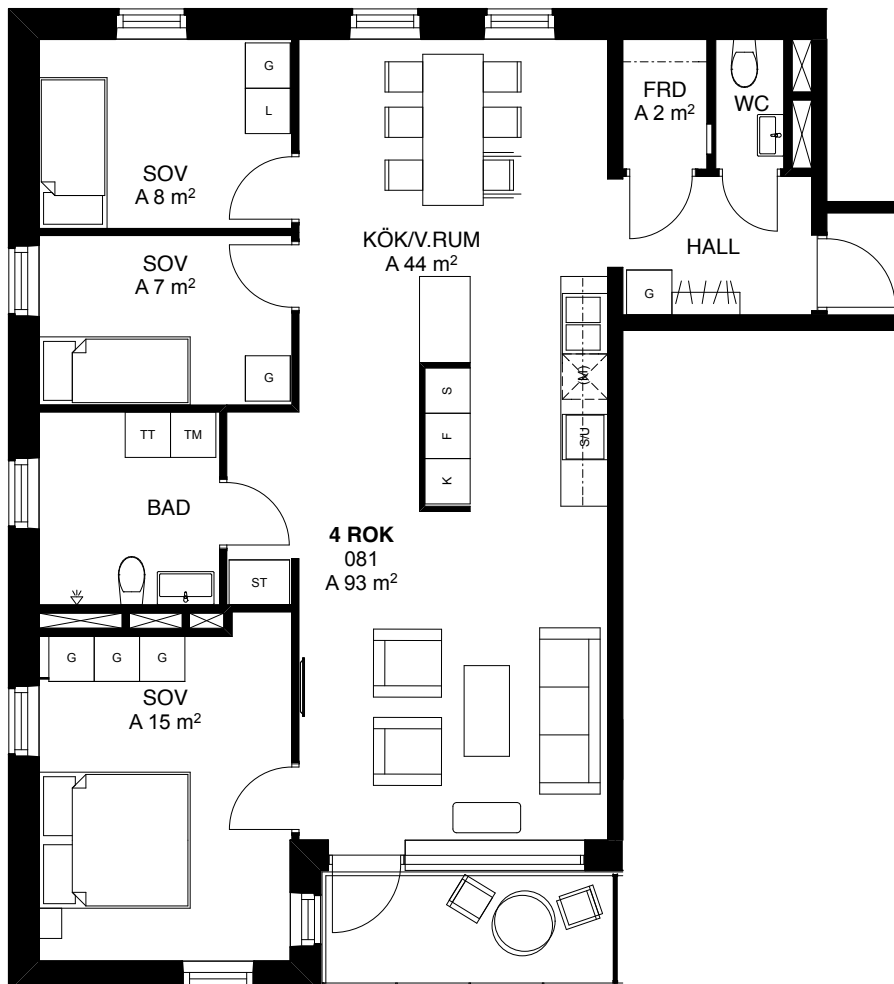 G
L
SOV
A 8 m²
FRD
A 2 m²
WC
KÖK/V.RUM
A 44 m²
HALL
SOV
A 7 m²
G
G
S
F
K
(M)
S/U
TT
TM
BAD
4 ROK
081
A 93 m²
ST
G
G
G
SOV
A 15 m²